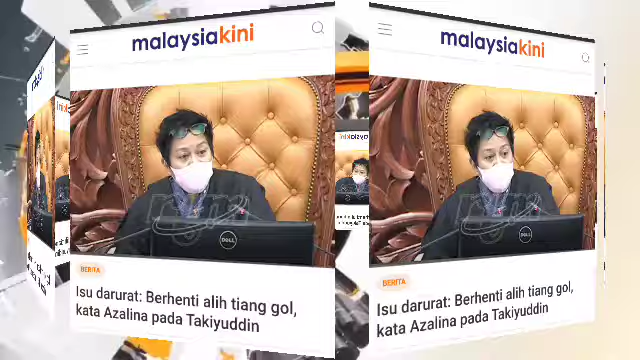 malaysiakini
BERITA
Isu darurat: Berhenti alih tiang gol,
kata Azalina pada Takiyuddin
DELL
malaysiakini
BERITA
Isu darurat: Berhenti alih tiang gol,
kata Azalina pada Takiyuddin
DELL